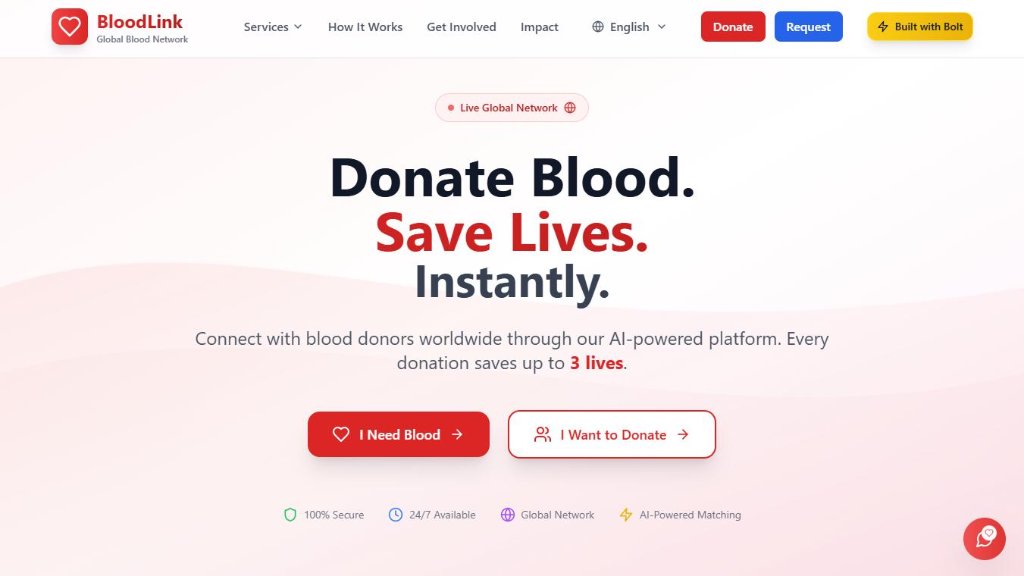 BloodLink
Global Blood Network
Services
How It Works
Get Involved
Impact
English
Donate
Request
Built with Bolt
Live Global Network
Donate Blood.
Save Lives.
Instantly.
Connect with blood donors worldwide through our AI-powered platform. Every
donation saves up to 3 lives.
I Need Blood
I Want to Donate
100% Secure
24/7 Available
Global Network
AI-Powered Matching